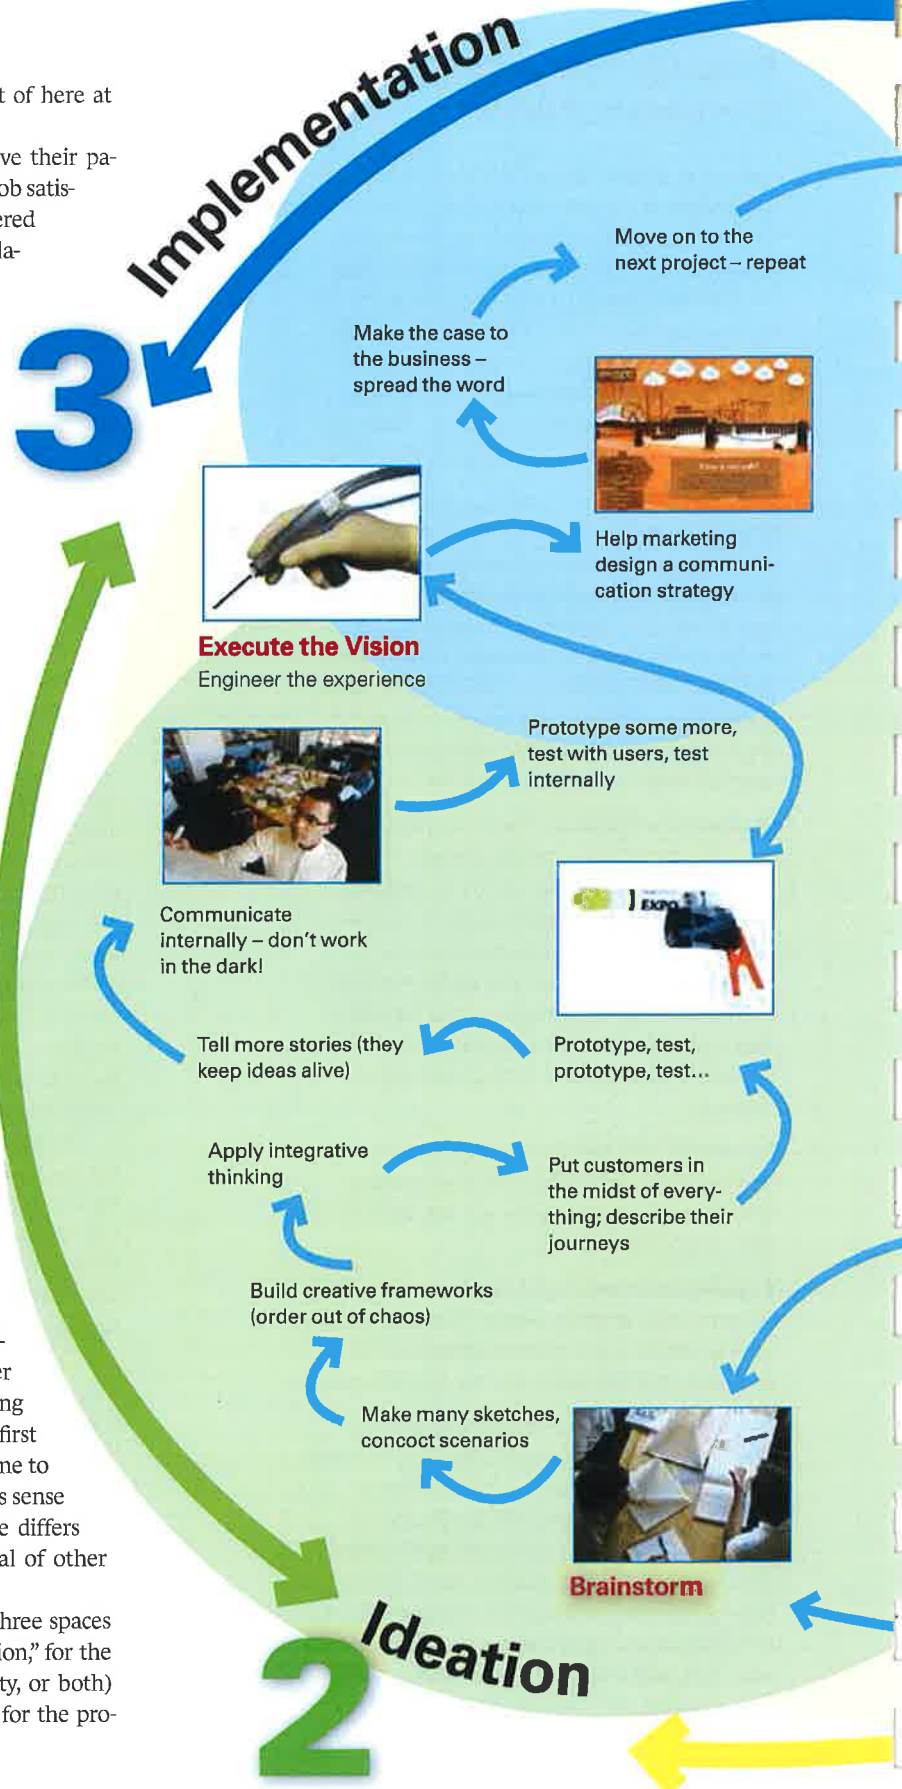 t of here at
ve their pa-
ob satis-
ered
la-
Implementation
3
Move on to the
next project – repeat
Make the case to
the business –
spread the word
Help marketing
design a communi-
cation strategy
Execute the Vision
Engineer the experience
Prototype some more,
test with users, test
internally
Communicate
internally – don't work
in the dark!
EXPO
Tell more stories (they
keep ideas alive)
Prototype, test,
prototype, test...
Apply integrative
thinking
Put customers in
the midst of every-
thing; describe their
journeys
Build creative frameworks
(order out of chaos)
Make many sketches,
concoct scenarios
Brainstorm
-
er
ng
first
ne to
s sense
e differs
al of other
hree spaces
ion,” for the
ty, or both)
for the pro-
Ideation
2